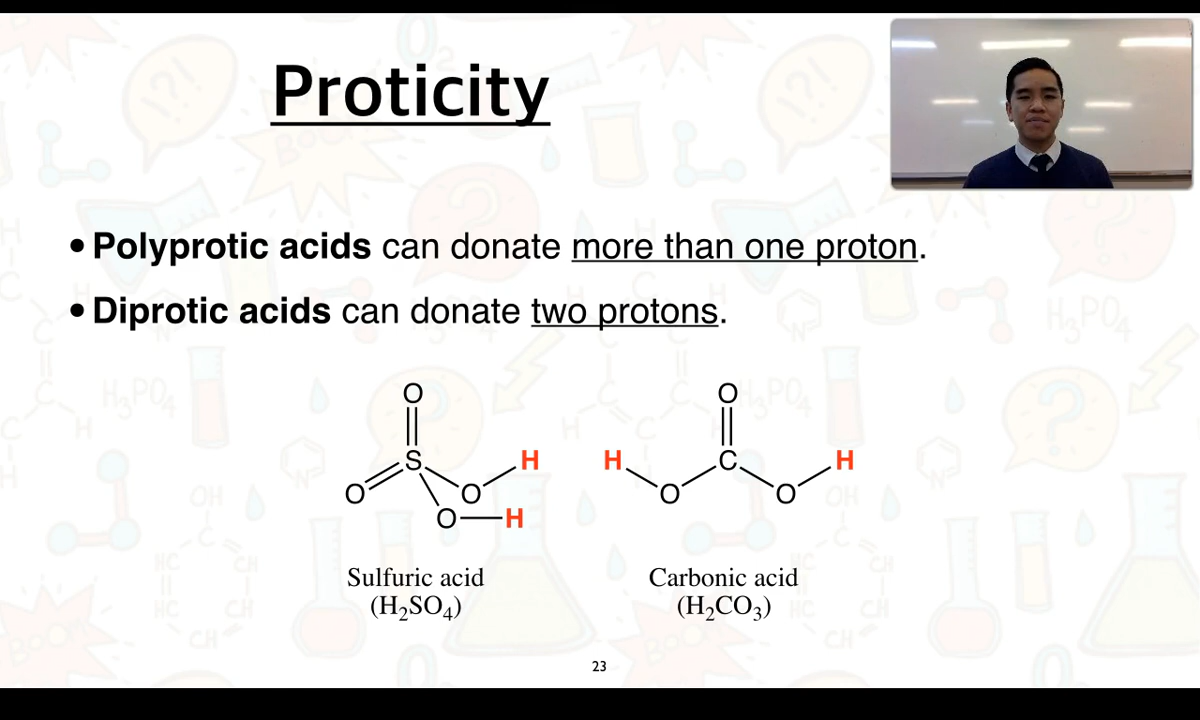 Proticity
• Polyprotic acids can donate more than one proton.
• Diprotic acids can donate two protons.
O
S
O
O
H
O
H
O
H
C
H
O
O
Sulfuric acid
(H₂SO₄)
Carbonic acid
(H₂CO₃)
23